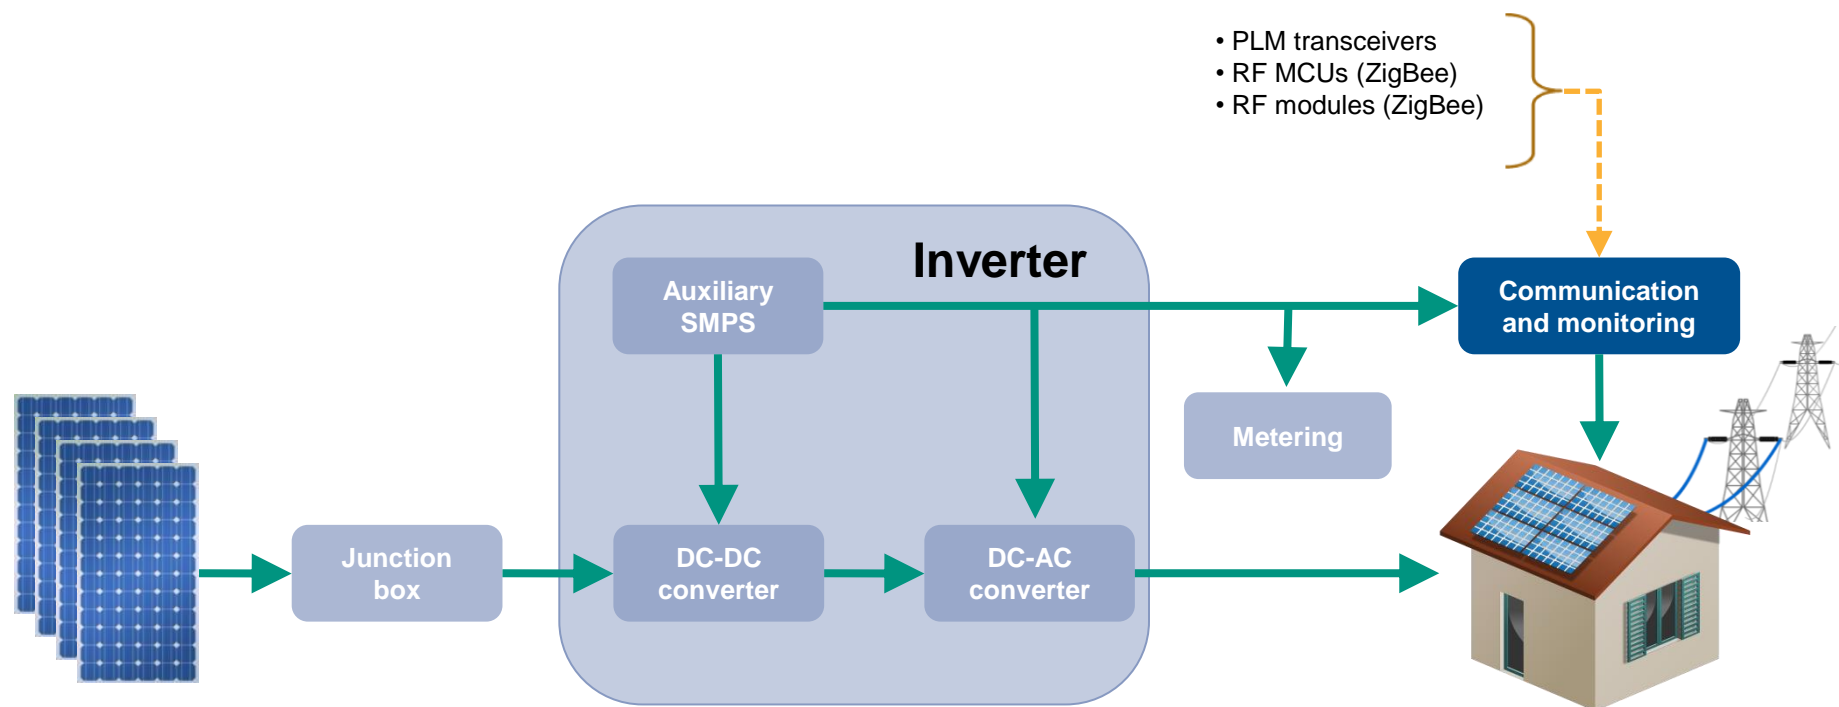 • PLM transceivers
• RF MCUs (ZigBee)
• RF modules (ZigBee)
Inverter
Auxiliary
SMPS
Communication
and monitoring
Metering
Junction
box
DC-DC
converter
DC-AC
converter